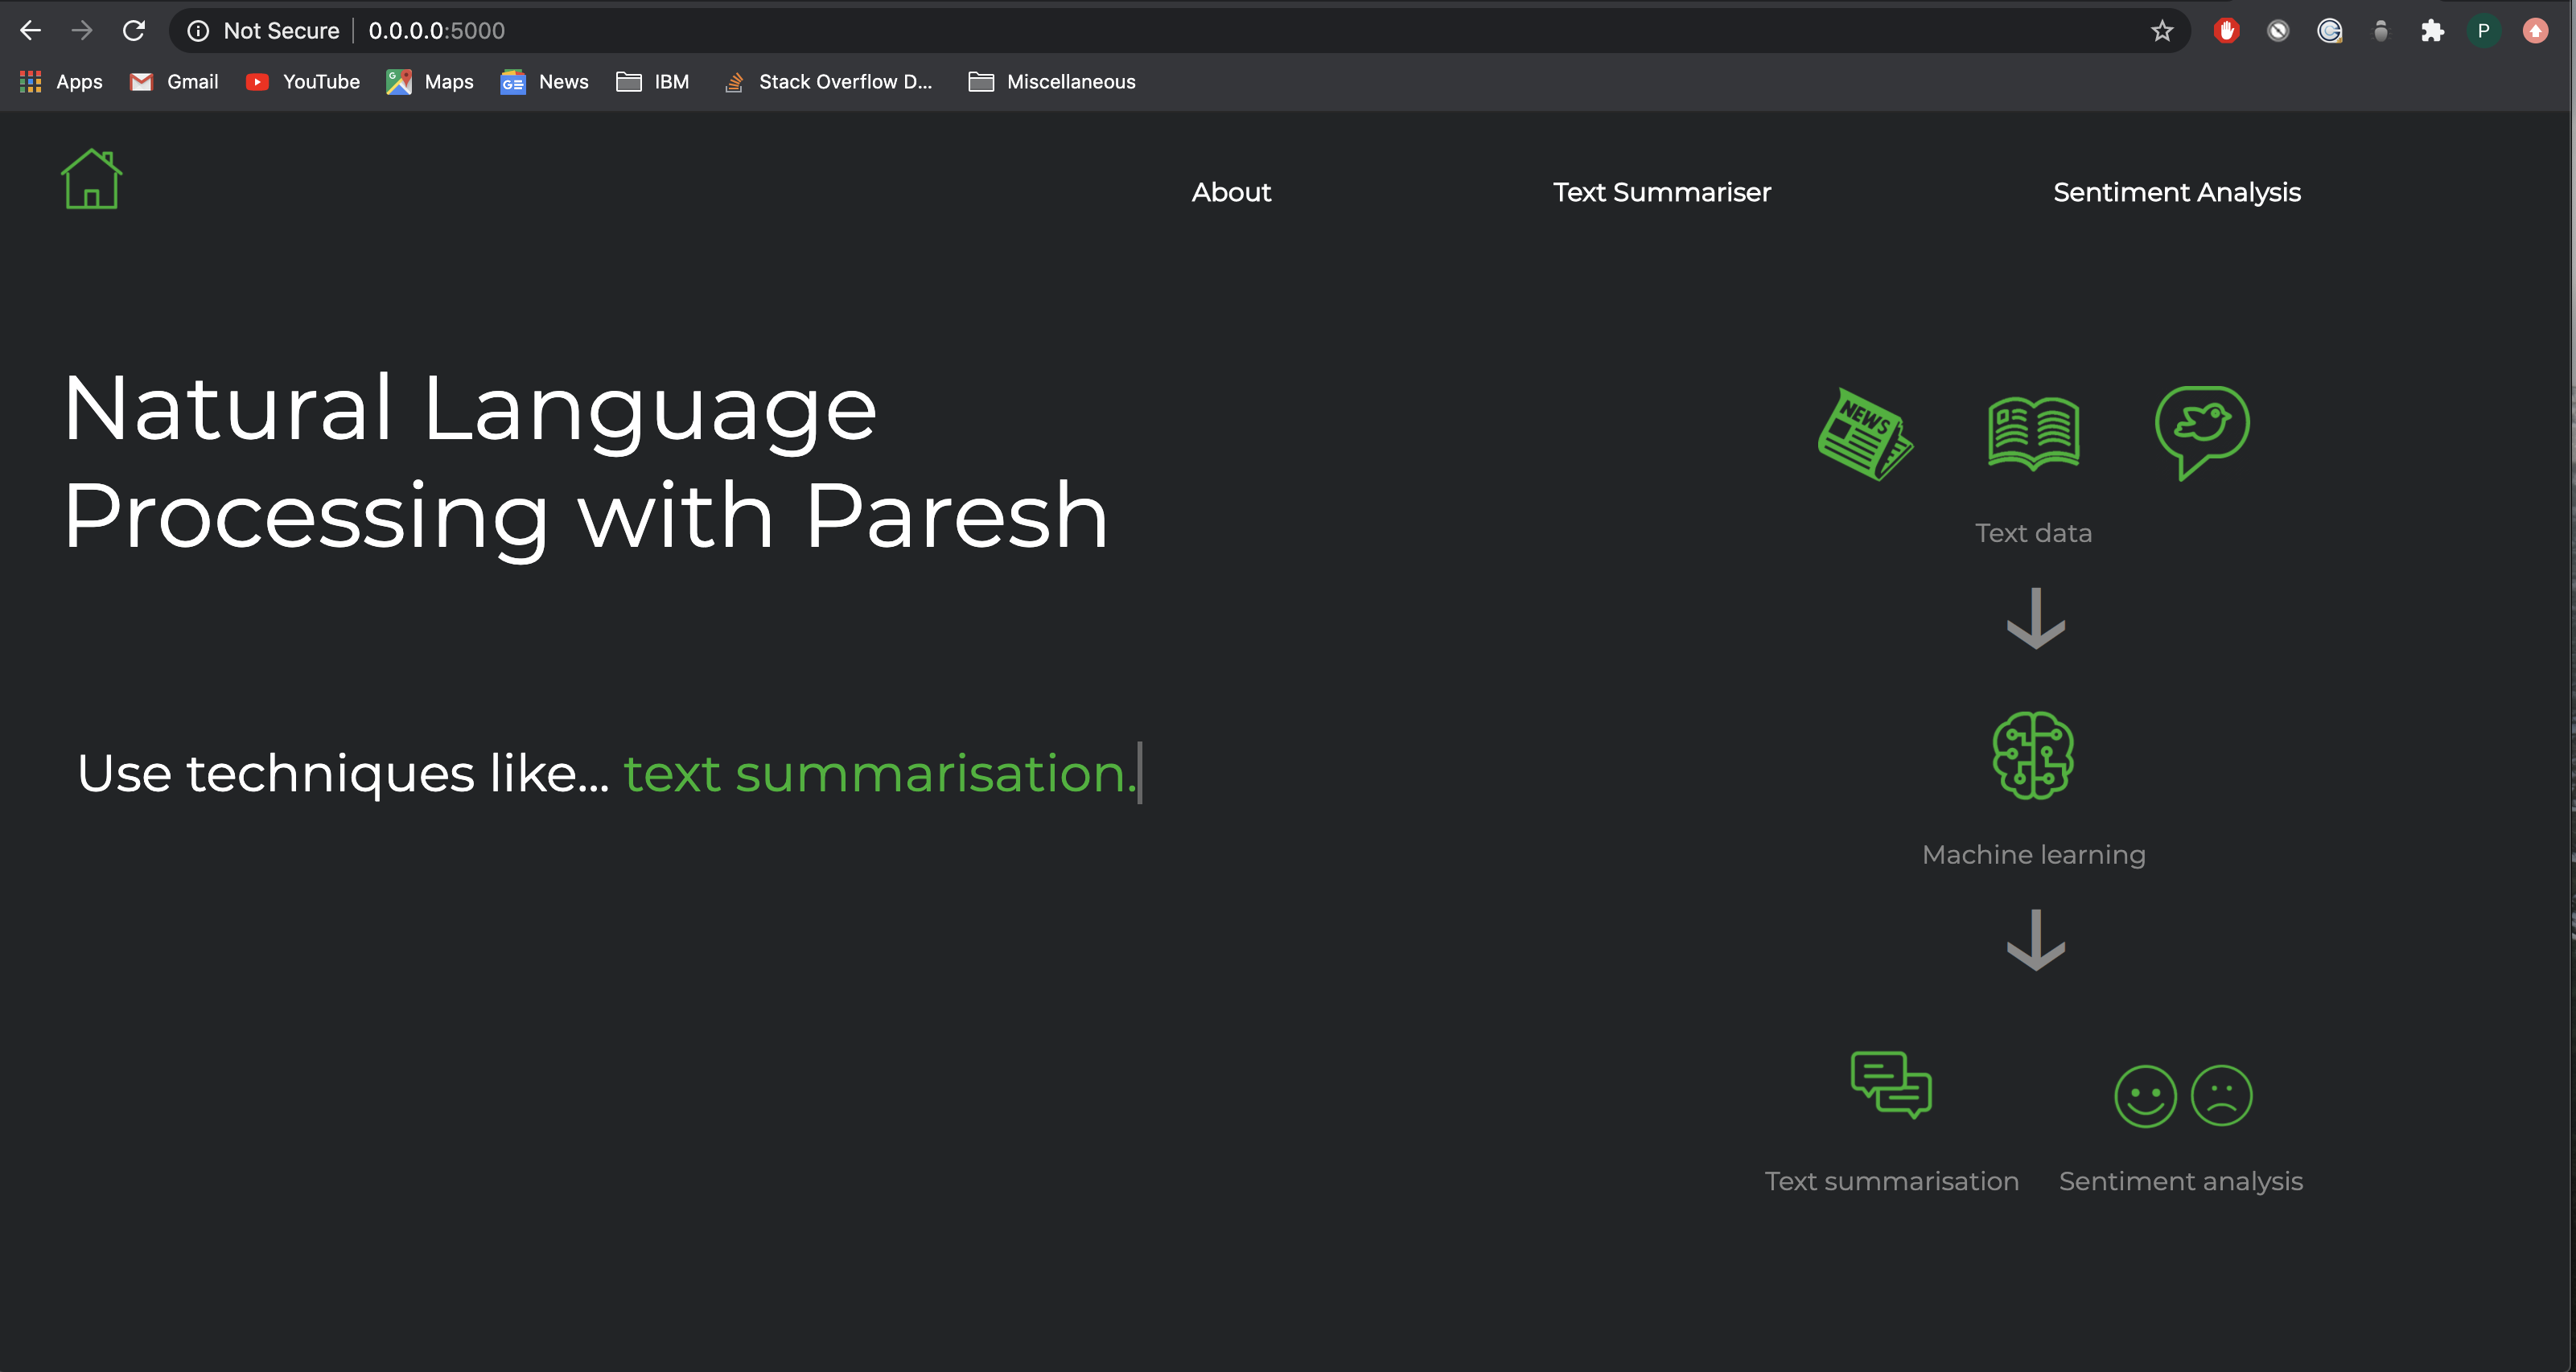 Not Secure | 0.0.0.0:5000
P
Apps Gmail YouTube Maps News IBM Stack Overflow D... Miscellaneous
About Text Summariser Sentiment Analysis
Natural Language
Processing with Paresh
NEWS
Text data
Use techniques like... text summarisation.
Machine learning
Text summarisation Sentiment analysis